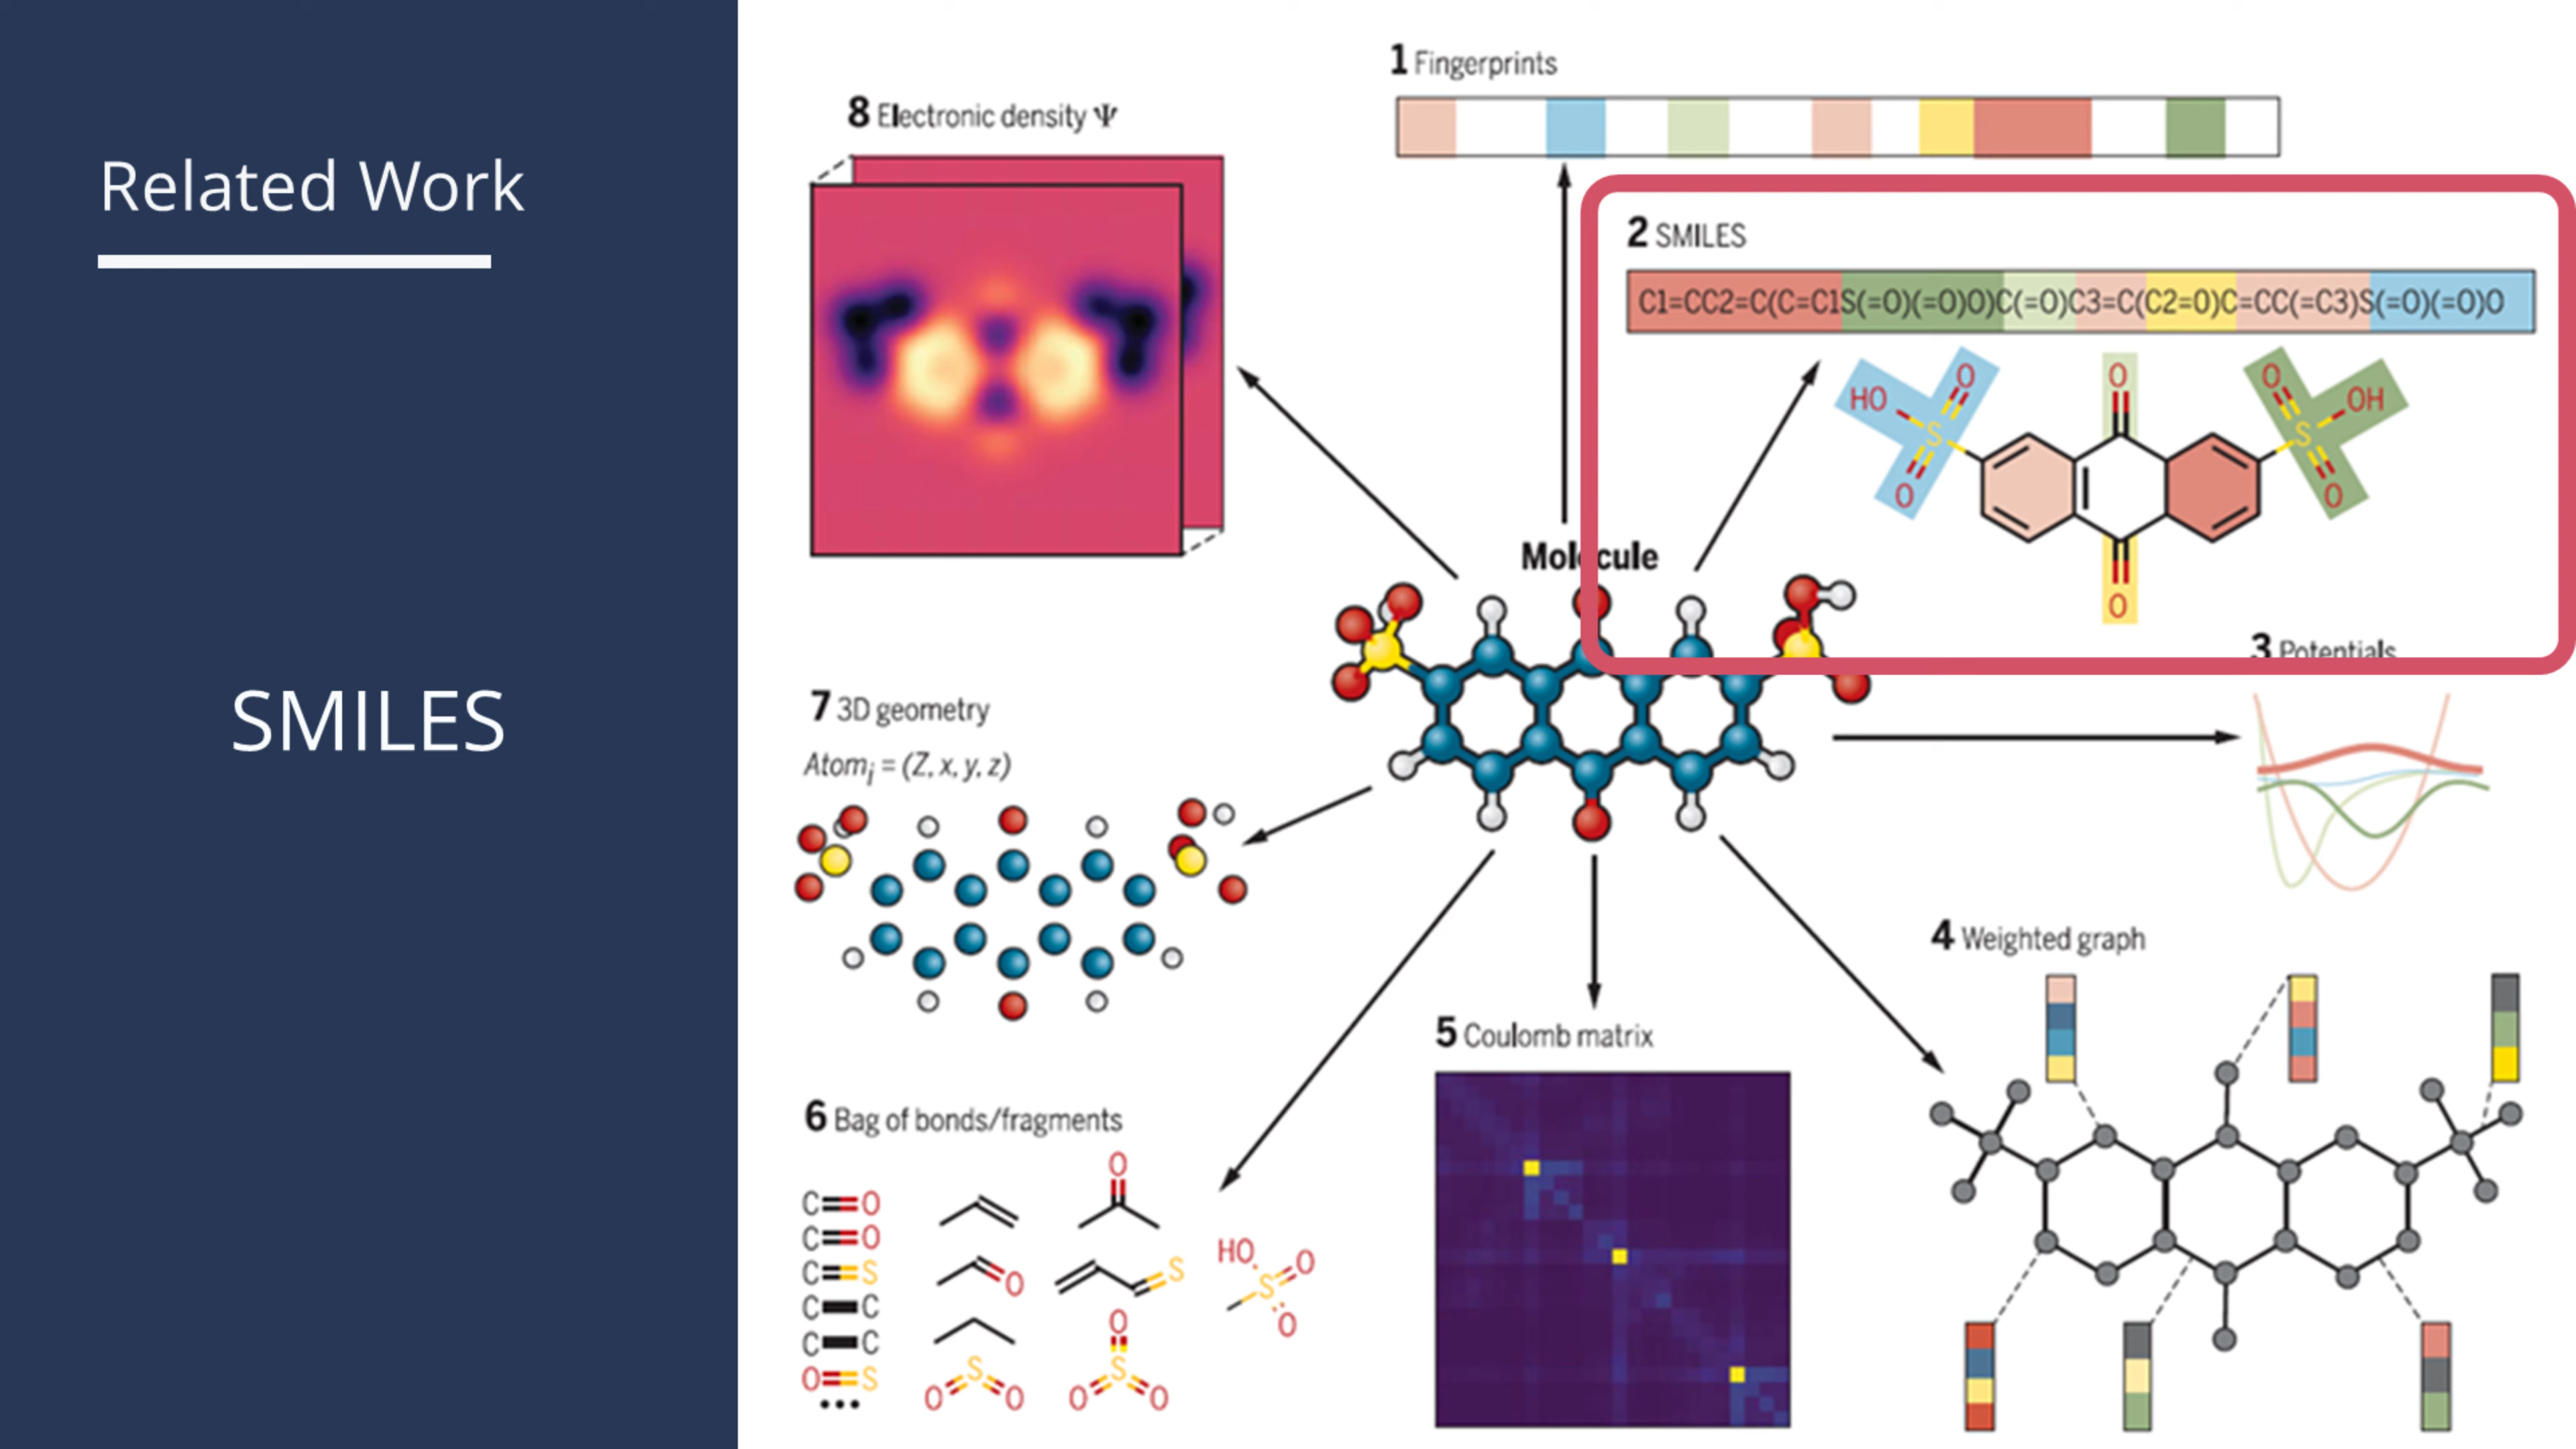 Related Work
SMILES
1 Fingerprints
8 Electronic density Ψ
2 SMILES
C1=CC2=C(C=C1S(=O)(=O)O)C(=O)C3=C(C2=O)C=CC(=C3)S(=O)(=O)O
HO
O
S
O
O
O
O
S
OH
O
Molecule
3 Potentials
7 3D geometry
Atomi = (Z, x, y, z)
4 Weighted graph
5 Coulomb matrix
6 Bag of bonds/fragments
C O
C O
C S
C C
C C
O S
...
O
O
S
HO
O
S
O
O
S
O O
S
O O